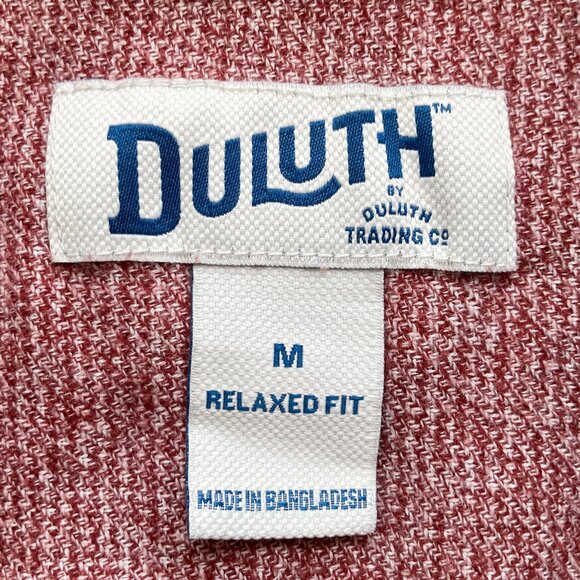 DULUTH™
BY
DULUTH
TRADING Cº
M
RELAXED FIT
MADE IN BANGLADESH